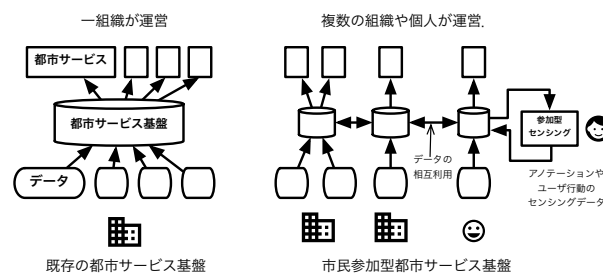 一組織が運営
都市サービス
都市サービス基盤
データ
既存の都市サービス基盤
複数の組織や個人が運営.
データの
相互利用
参加型
センシング
アノテーションや
ユーザ行動の
センシングデータ
市民参加型都市サービス基盤